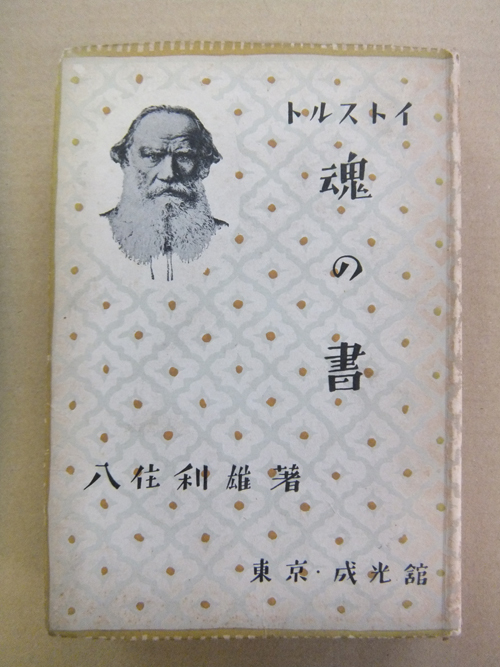 トルストイ
魂の書
八住利雄著
東京・成光舘